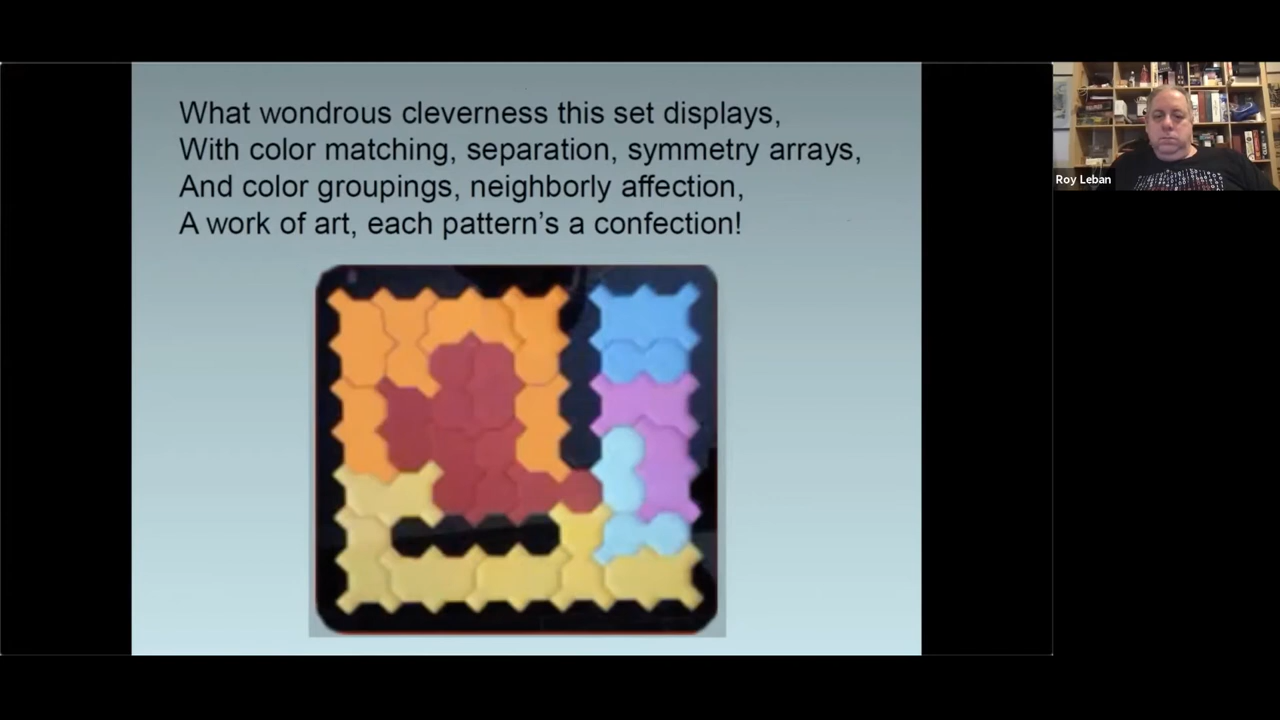 What wondrous cleverness this set displays,
With color matching, separation, symmetry arrays,
And color groupings, neighborly affection,
A work of art, each pattern’s a confection!
Roy Leban